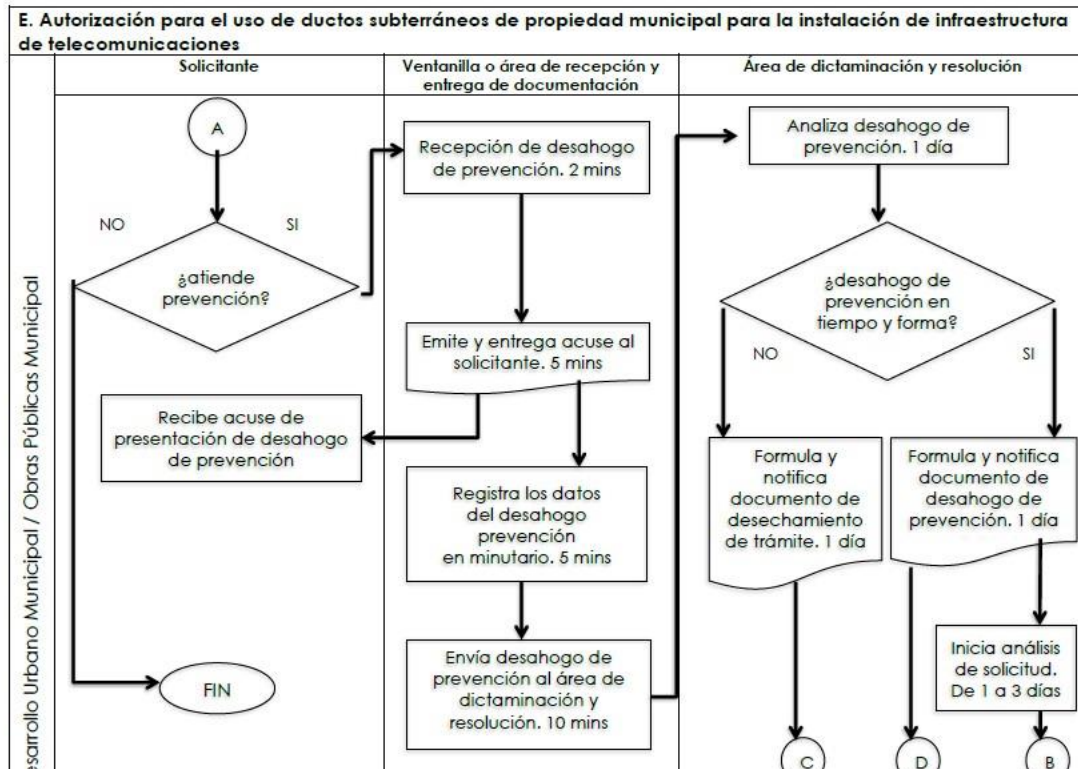 E. Autorización para el uso de ductos subterráneos de propiedad municipal para la instalación de infraestructura
de telecomunicaciones
Solicitante
Ventanilla o área de recepción y
entrega de documentación
Área de dictaminación y resolución
A
NO
SI
¿atiende
prevención?
Recibe acuse de
presentación de desahogo
de prevención
FIN
Recepción de desahogo
de prevención. 2 mins
Emite y entrega acuse al
solicitante. 5 mins
Registra los datos
del desahogo
prevención
en minutario. 5 mins
Envía desahogo de
prevención al área de
dictaminación y
resolución. 10 mins
Analiza desahogo de
prevención. 1 día
¿desahogo de
prevención en
tiempo y forma?
NO
SI
Formula y
notifica
documento de
desechamiento
de trámite. 1 día
Formula y notifica
documento de
desahogo de
prevención. 1 día
Inicia análisis
de solicitud.
De 1 a 3 días
C
D
B
esarrollo Urbano Municipal / Obras Públicas Municipal